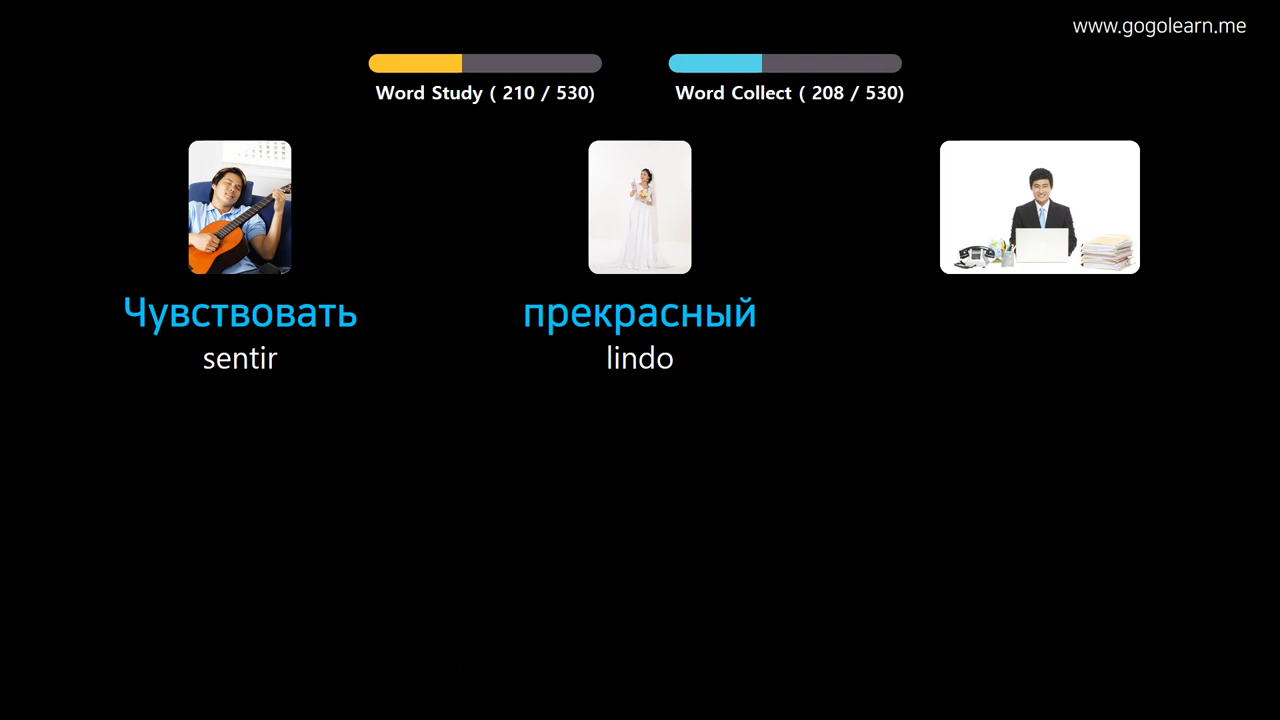 www.gogolearn.me
Word Study ( 210 / 530)
Word Collect ( 208 / 530)
Чувствовать
прекрасный
sentir
lindo